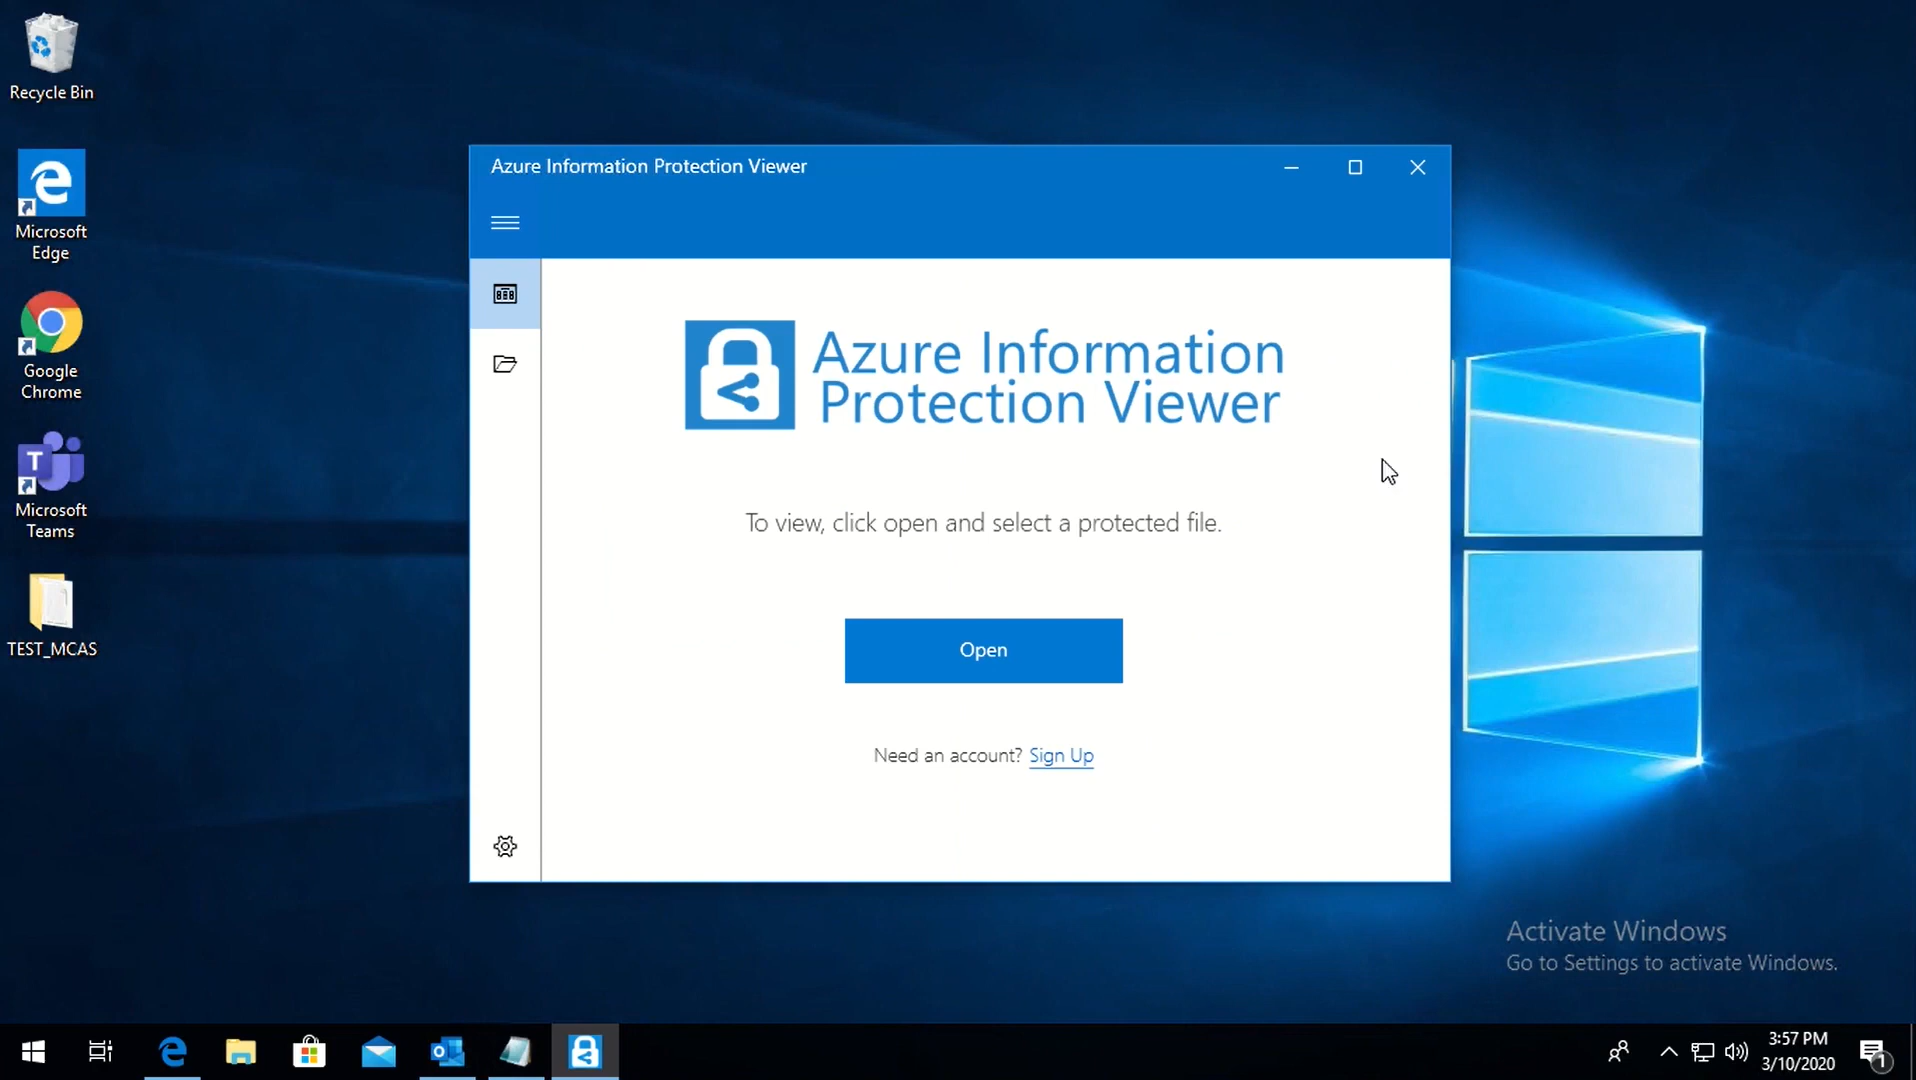 Recycle Bin
Microsoft
Edge
Google
Chrome
Microsoft
Teams
TEST_MCAS
Azure Information Protection Viewer
Azure Information
Protection Viewer
To view, click open and select a protected file.
Open
Need an account? Sign Up
Activate Windows
Go to Settings to activate Windows.
3:57 PM
3/10/2020
1